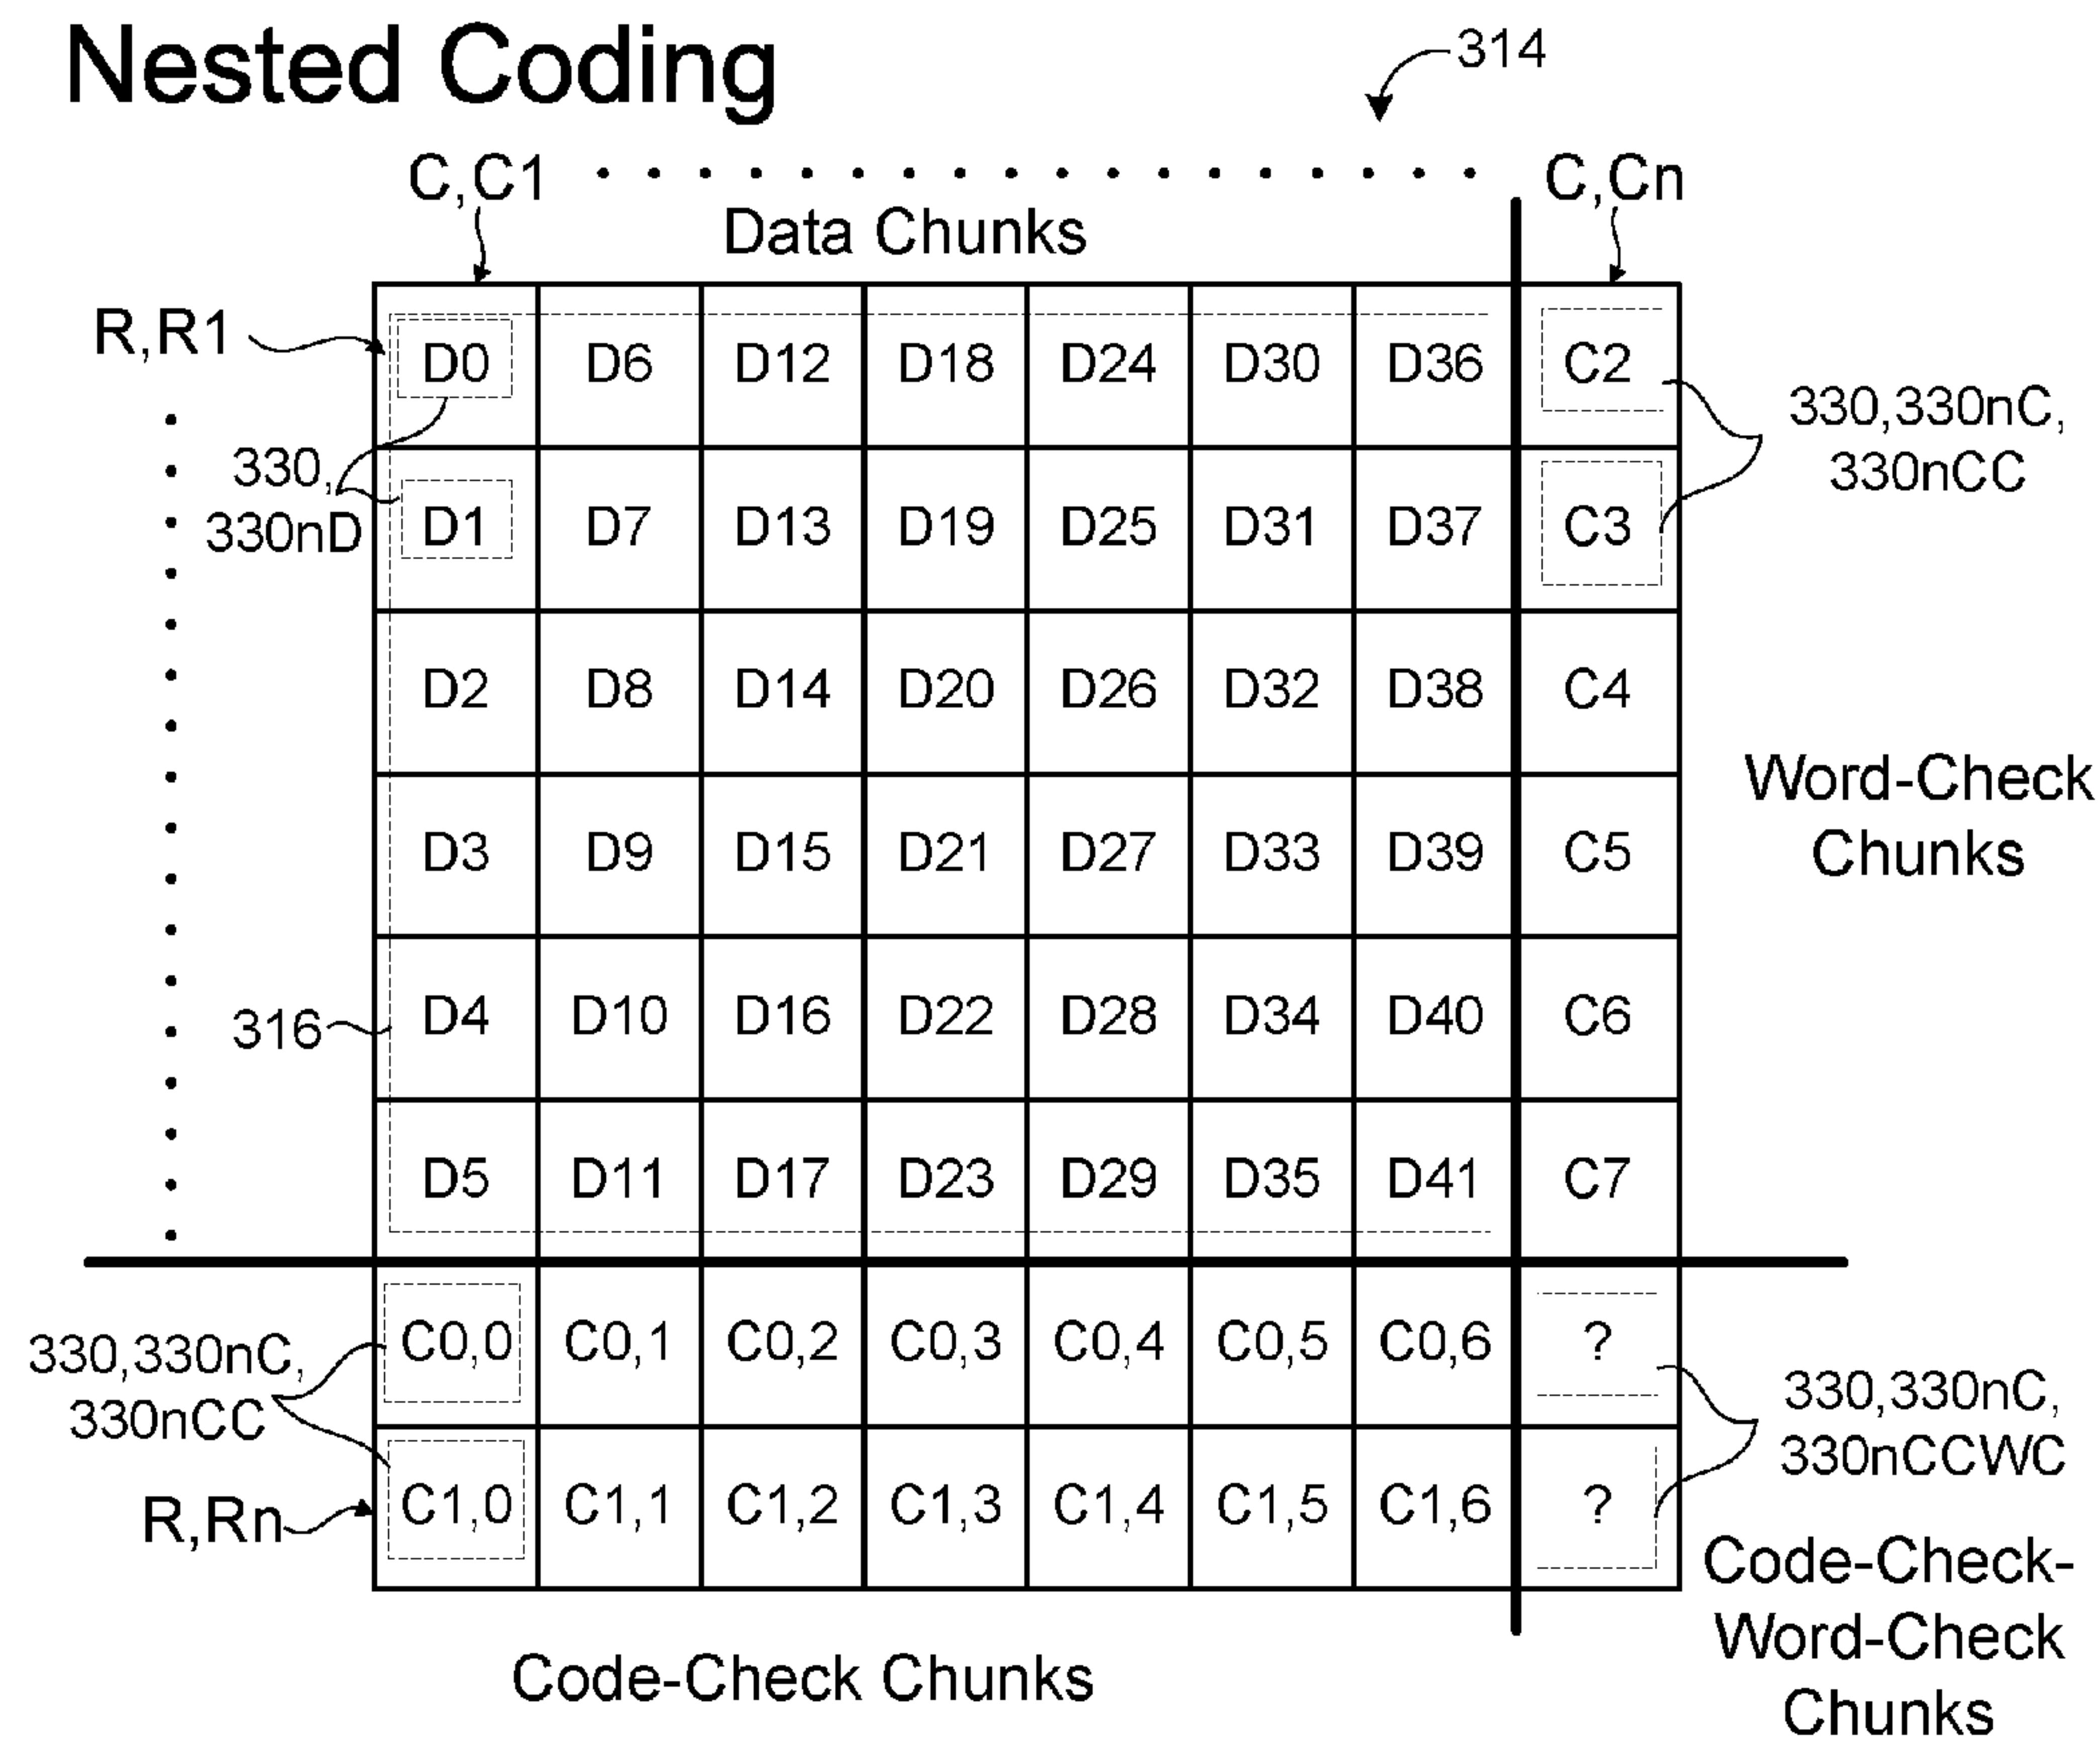 Nested Coding
314
C,C1
C,Cn
Data Chunks
R,R1
D0 D6 D12 D18 D24 D30 D36 C2
330,330nC,
330nCC
330,
330nD
D1 D7 D13 D19 D25 D31 D37 C3
D2 D8 D14 D20 D26 D32 D38 C4
Word-Check
Chunks
D3 D9 D15 D21 D27 D33 D39 C5
316
D4 D10 D16 D22 D28 D34 D40 C6
D5 D11 D17 D23 D29 D35 D41 C7
330,330nC,
330nCC
C0,0 C0,1 C0,2 C0,3 C0,4 C0,5 C0,6 ?
330,330nC,
330nCCWC
R,Rn
C1,0 C1,1 C1,2 C1,3 C1,4 C1,5 C1,6 ?
Code-Check-
Word-Check
Chunks
Code-Check Chunks